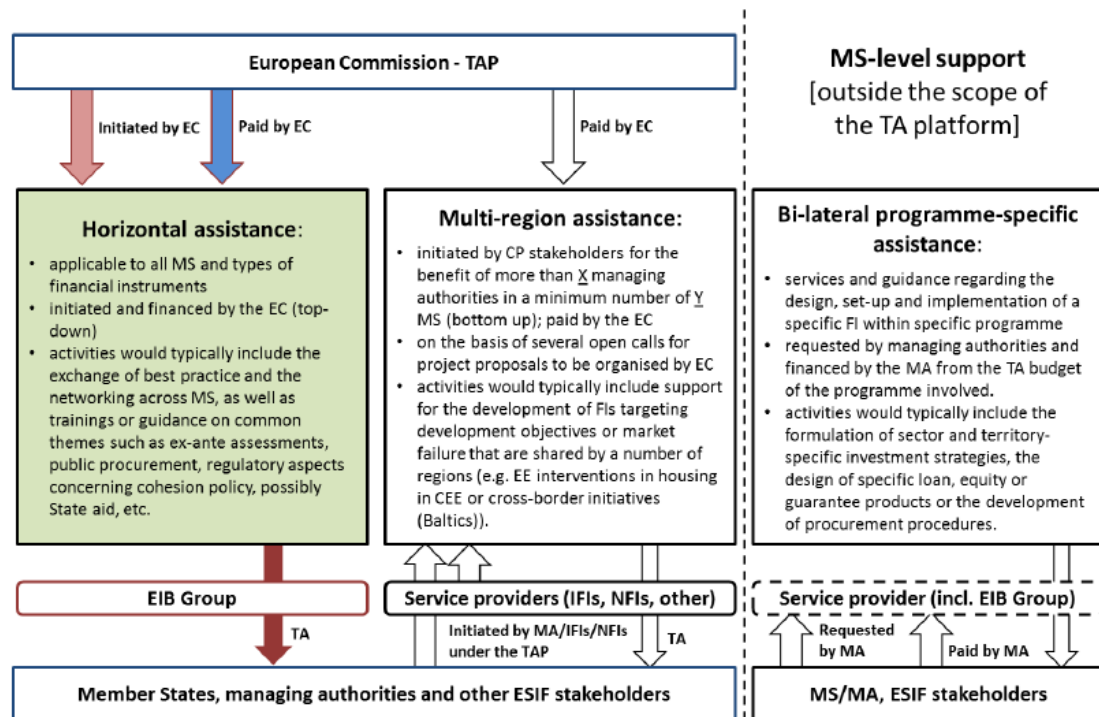 European Commission - TAP
MS-level support
[outside the scope of
the TA platform]
Initiated by EC
Paid by EC
Paid by EC
Horizontal assistance:
• applicable to all MS and types of
financial instruments
• initiated and financed by the EC (top-
down)
• activities would typically include the
exchange of best practice and the
networking across MS, as well as
trainings or guidance on common
themes such as ex-ante assessments,
public procurement, regulatory aspects
concerning cohesion policy, possibly
State aid, etc.
Multi-region assistance:
• initiated by CP stakeholders for the
benefit of more than X managing
authorities in a minimum number of Y
MS (bottom up); paid by the EC
• on the basis of several open calls for
project proposals to be organised by EC
• activities would typically include support
for the development of FIs targeting
development objectives or market
failure that are shared by a number of
regions (e.g. EE interventions in housing
in CEE or cross-border initiatives
(Baltics)).
Bi-lateral programme-specific
assistance:
• services and guidance regarding the
design, set-up and implementation of a
specific FI within specific programme
• requested by managing authorities and
financed by the MA from the TA budget
of the programme involved.
• activities would typically include the
formulation of sector and territory-
specific investment strategies, the
design of specific loan, equity or
guarantee products or the development
of procurement procedures.
EIB Group
Service providers (IFIs, NFIs, other)
Service provider (incl. EIB Group)
TA
Initiated by MA/IFIs/NFIs
under the TAP
TA
Requested
by MA
Paid by MA
Member States, managing authorities and other ESIF stakeholders
MS/MA, ESIF stakeholders